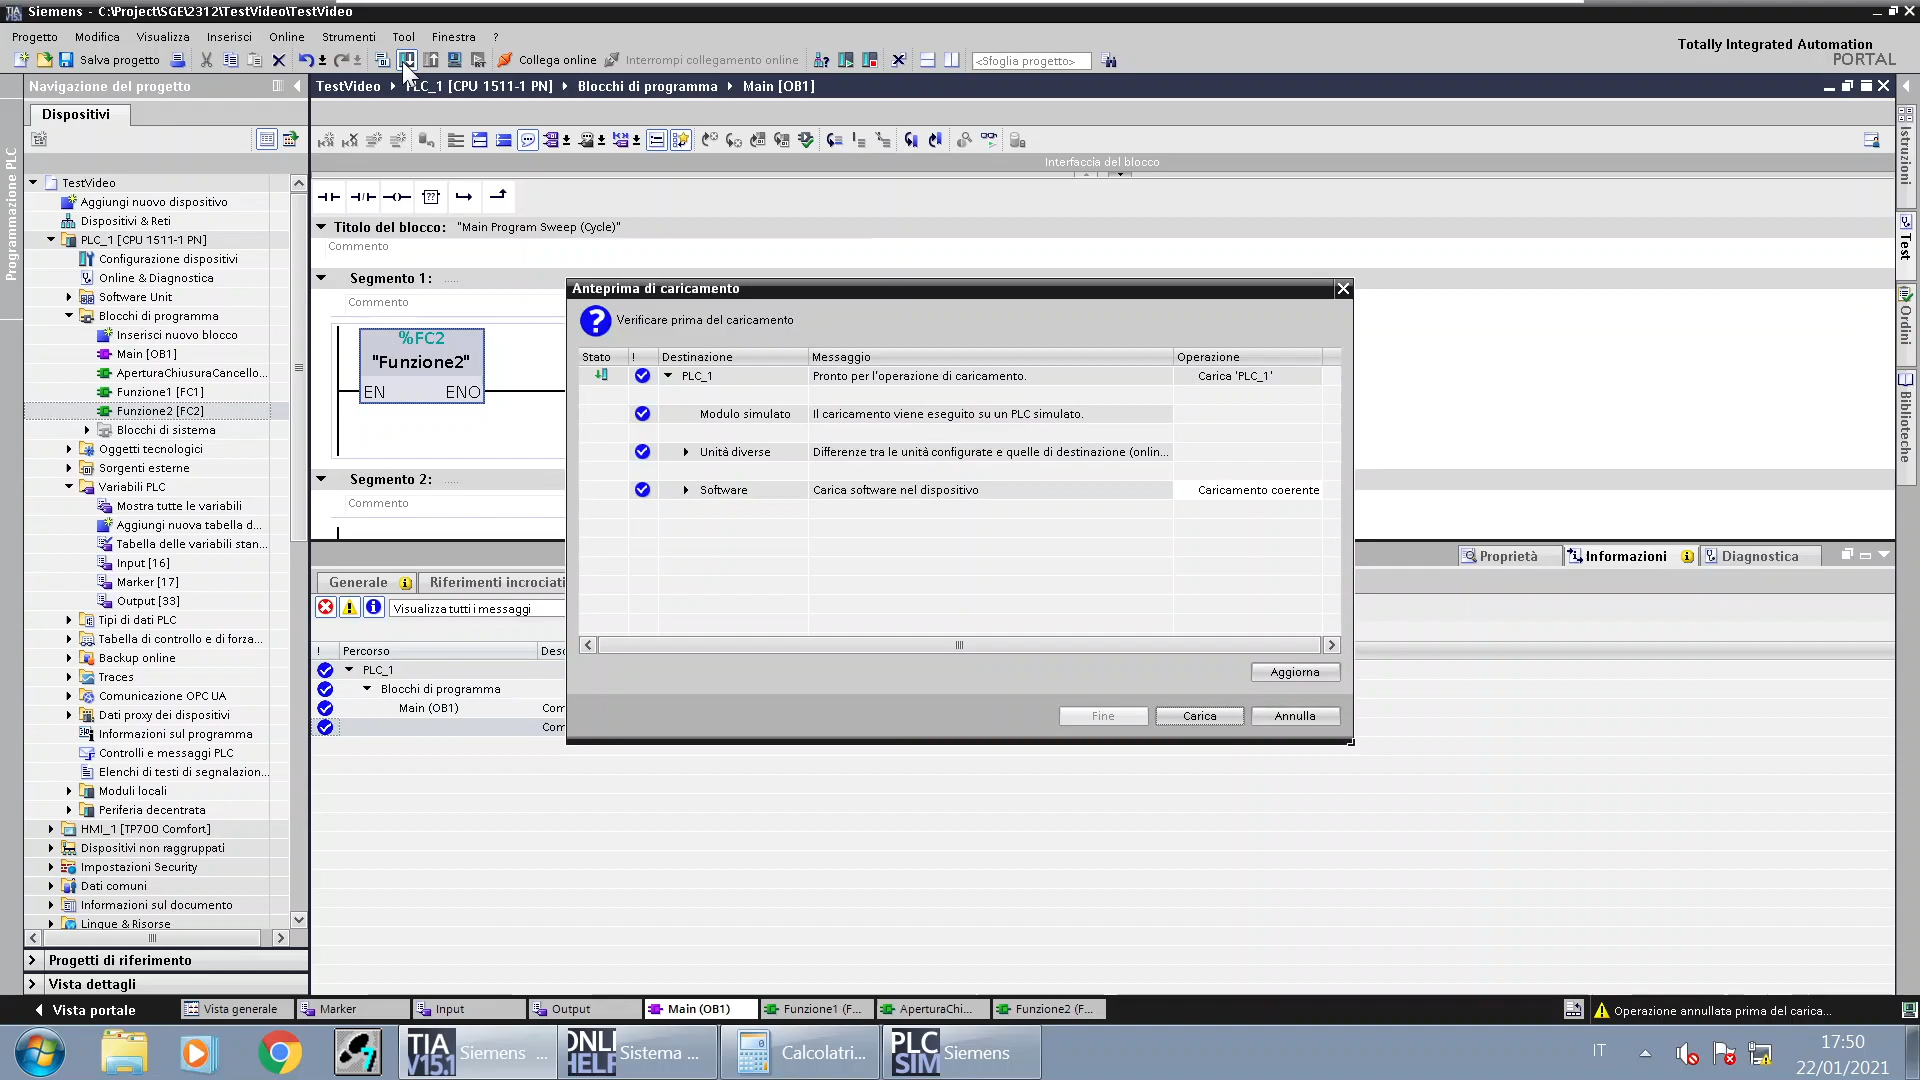 Siemens - C:\Project\SGE\2312\TestVideo\TestVideo
Progetto Modifica Visualizza Inserisci Online Strumenti Tool Finestra ?
Totally Integrated Automation
PORTAL
Salva progetto
Collega online
Interrompi collegamento online
<Sfoglia progetto>
Navigazione del progetto
TestVideo
PLC_1 [CPU 1511-1 PN]
Blocchi di programma
Main [OB1]
Dispositivi
Programmazione PLC
TestVideo
Aggiungi nuovo dispositivo
Dispositivi & Reti
PLC_1 [CPU 1511-1 PN]
Configurazione dispositivi
Online & Diagnostica
Software Unit
Blocchi di programma
Inserisci nuovo blocco
Main [OB1]
AperturaChiusuraCancello...
Funzione1 [FC1]
Funzione2 [FC2]
Blocchi di sistema
Oggetti tecnologici
Sorgenti esterne
Variabili PLC
Mostra tutte le variabili
Aggiungi nuova tabella d...
Tabella delle variabili stan...
Input [16]
Marker [17]
Output [33]
Tipi di dati PLC
Tabella di controllo e di forza...
Backup online
Traces
Comunicazione OPC UA
Dati proxy dei dispositivi
Informazioni sul programma
Controlli e messaggi PLC
Elenchi di testi di segnalazion...
Moduli locali
Periferia decentrata
HMI_1 [TP700 Comfort]
Dispositivi non raggruppati
Impostazioni Security
Dati comuni
Informazioni sul documento
Lingue & Risorse
Progetti di riferimento
Vista dettagli
Interfaccia del blocco
Titolo del blocco: "Main Program Sweep (Cycle)"
Commento
Segmento 1: .....
Commento
%FC2
"Funzione2"
EN ENO
Segmento 2: .....
Commento
Anteprima di caricamento
Verificare prima del caricamento
Stato ! Destinazione Messaggio Operazione
PLC_1 Pronto per l'operazione di caricamento. Carica 'PLC_1'
Modulo simulato Il caricamento viene eseguito su un PLC simulato.
Unità diverse Differenze tra le unità configurate e quelle di destinazione (onlin...
Software Carica software nel dispositivo Caricamento coerente
Aggiorna
Fine Carica Annulla
Proprietà Informazioni Diagnostica
Generale Riferimenti incrociati
Visualizza tutti i messaggi
! Percorso Desc
PLC_1
Blocchi di programma
Main (OB1) Com
Com
Istruzioni
Test
Ordini
Biblioteche
Vista portale
Vista generale
Marker
Input
Output
Main (OB1)
Funzione1 (F...
AperturaChi...
Funzione2 (F...
Operazione annullata prima del carica...
TIA V15.1 Siemens ...
ONLI HELP Sistema ...
Calcolatri...
PLC SIM Siemens
IT
17:50
22/01/2021